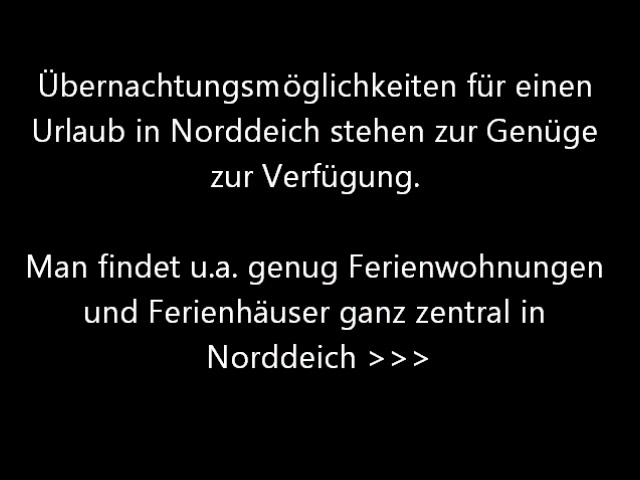 Übernachtungsmöglichkeiten für einen
Urlaub in Norddeich stehen zur Genüge
zur Verfügung.
Man findet u.a. genug Ferienwohnungen
und Ferienhäuser ganz zentral in
Norddeich >>>